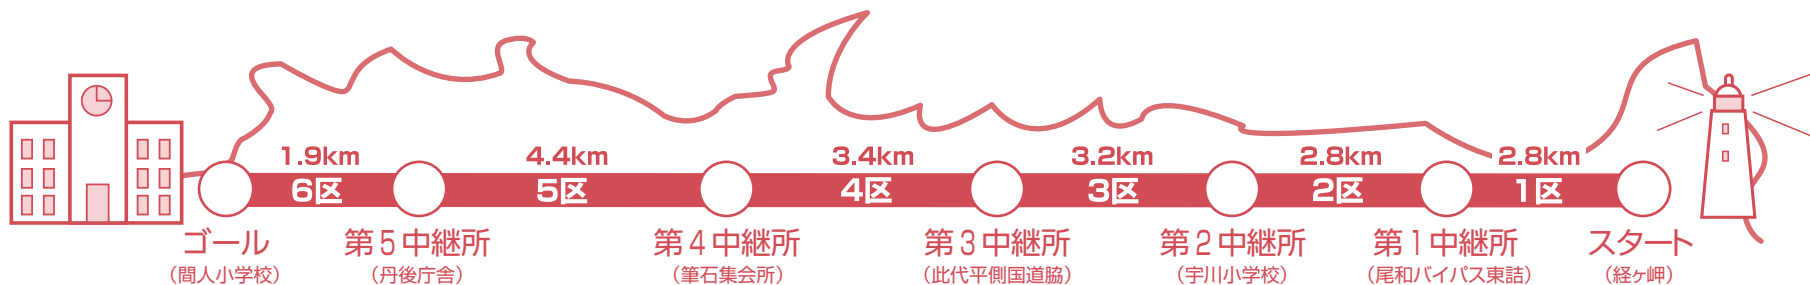 1.9km
4.4km
3.4km
3.2km
2.8km
2.8km
6区
5区
4区
3区
2区
1区
ゴール
(間人小学校)
第5中継所
(丹後庁舎)
第4中継所
(筆石集会所)
第3中継所
(此代平側国道脇)
第2中継所
(宇川小学校)
第1中継所
(尾和バイパス東詰)
スタート
(経ヶ岬)